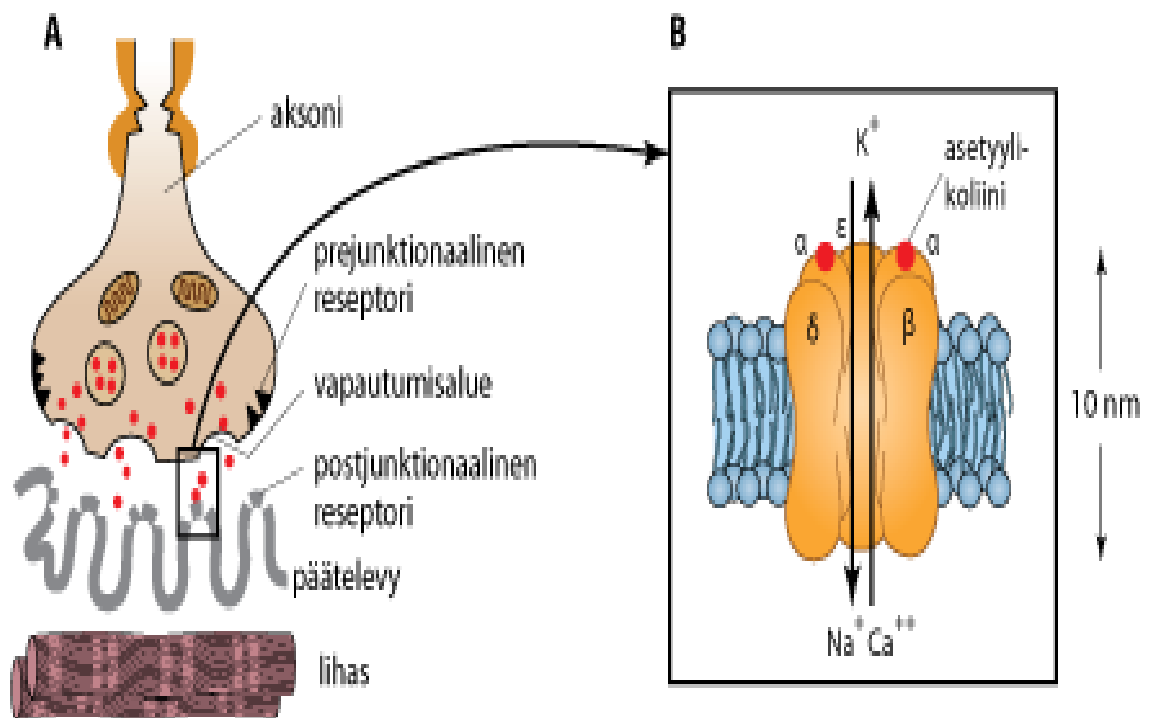 A
aksoni
prejunktionaalinen
reseptori
vapautumisalue
postjunktionaalinen
reseptori
päätelevy
lihas
B
K⁺
asetyyli-
koliini
α
ε
α
δ
β
10 nm
Na⁺ Ca⁺⁺